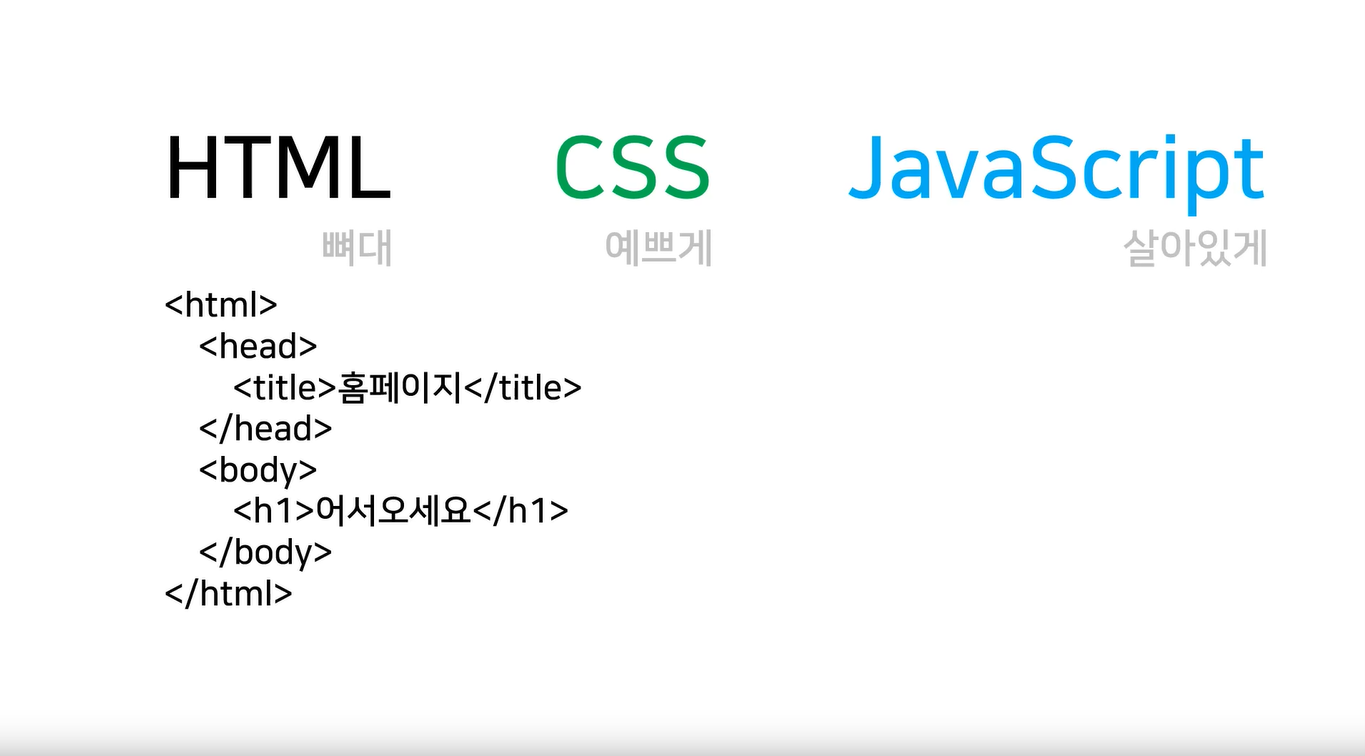 HTML CSS JavaScript
뼈대 예쁘게 살아있게
<html>
<head>
<title>홈페이지</title>
</head>
<body>
<h1>어서오세요</h1>
</body>
</html>